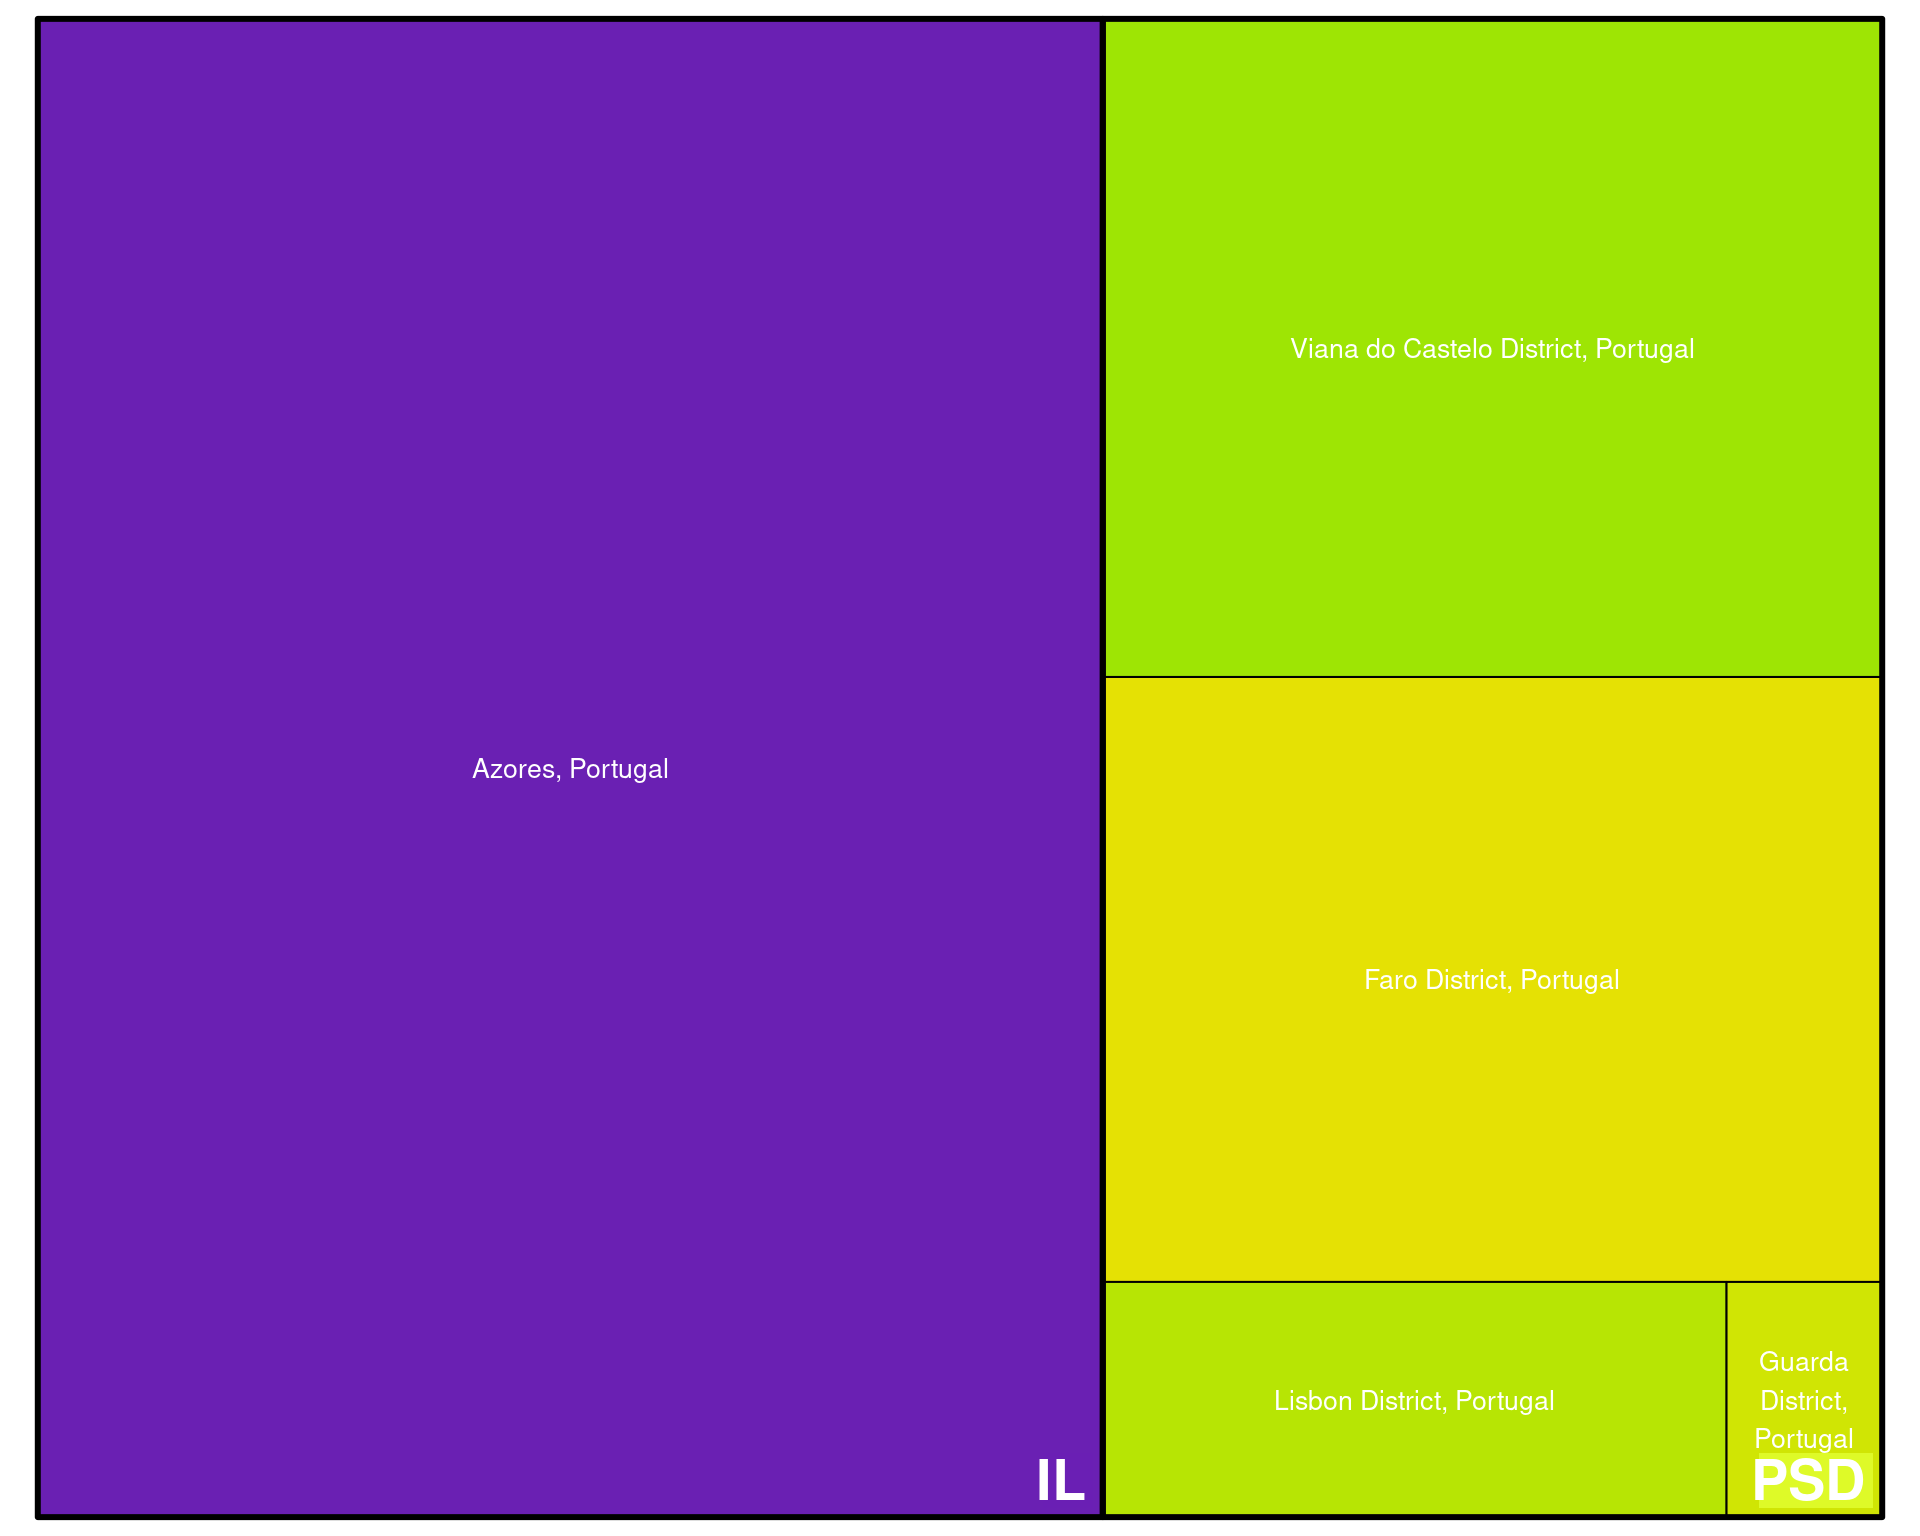 Viana do Castelo District, Portugal
Azores, Portugal
Faro District, Portugal
Lisbon District, Portugal
Guarda
District,
Portugal
IL
PSD